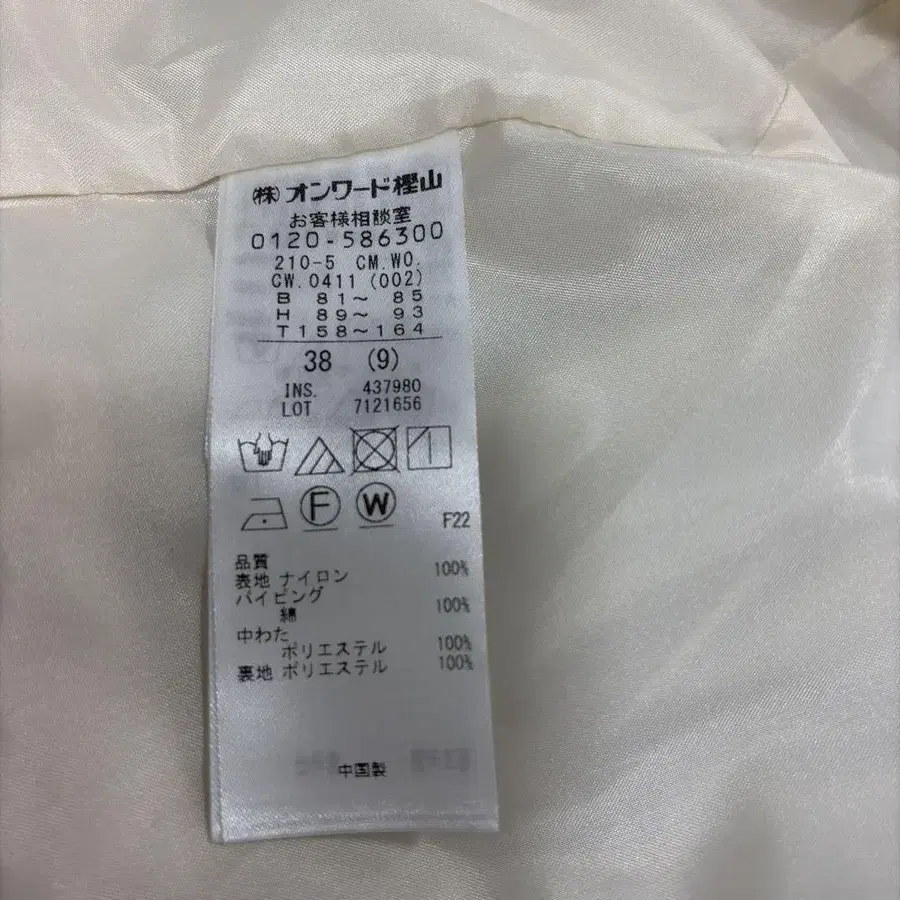 (株)オンワード樫山
お客様相談室
0120-586300
210-5 CM.WO.
CW.0411 (002)
B 81～ 85
H 89～ 93
T158～164
38 (9)
INS. 437980
LOT 7121656
F W F22
品質
表地 ナイロン 100%
パイピング
綿 100%
中わた
ポリエステル 100%
裏地 ポリエステル 100%
中国製